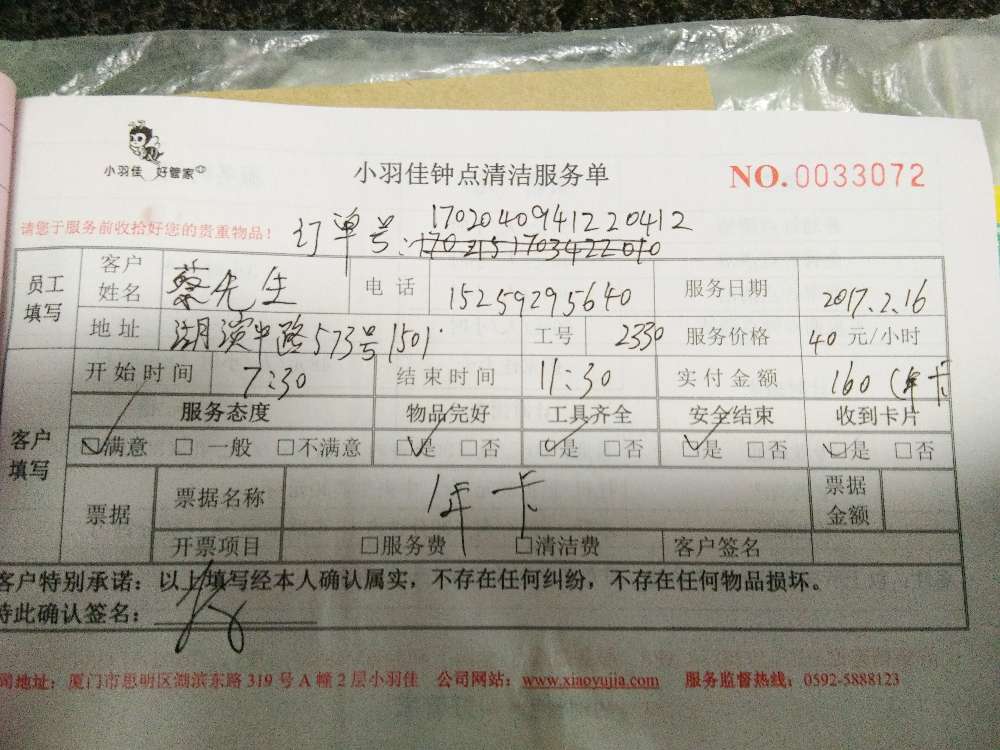 小羽佳 好管家
小羽佳钟点清洁服务单
NO.0033072
请您于服务前收拾好您的贵重物品！
订单号：1702040941220412
员工填写 客户姓名 蔡先生 电话 15259295640 服务日期 2017.2.16
地址 湖滨中路573号1501 工号 2330 服务价格 40元/小时
开始时间 7:30 结束时间 11:30 实付金额 160（年卡
客户填写 服务态度 物品完好 工具齐全 安全结束 收到卡片
☑满意 □一般 □不满意 ☑是 □否 ☑是 □否 ☑是 □否 ☑是 □否
票据 票据名称 年卡 票据金额
开票项目 □服务费 □清洁费 客户签名
客户特别承诺：以上填写经本人确认属实，不存在任何纠纷，不存在任何物品损坏。
特此确认签名：
司地址：厦门市思明区湖滨东路319号A幢2层小羽佳 公司网站：www.xiaoyujia.com 服务监督热线：0592-5888123